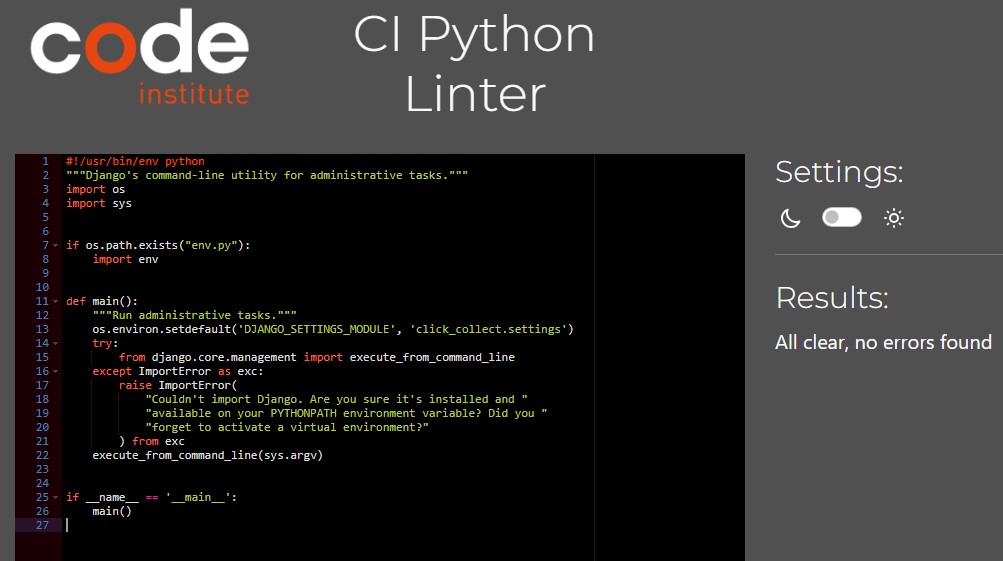 code
institute
CI Python
Linter
1 #!/usr/bin/env python
2 """Django's command-line utility for administrative tasks."""
3 import os
4 import sys
5
6
7 if os.path.exists("env.py"):
8     import env
9
10
11 def main():
12     """Run administrative tasks."""
13     os.environ.setdefault('DJANGO_SETTINGS_MODULE', 'click_collect.settings')
14     try:
15         from django.core.management import execute_from_command_line
16     except ImportError as exc:
17         raise ImportError(
18             "Couldn't import Django. Are you sure it's installed and "
19             "available on your PYTHONPATH environment variable? Did you "
20             "forget to activate a virtual environment?"
21         ) from exc
22     execute_from_command_line(sys.argv)
23
24
25 if __name__ == '__main__':
26     main()
27
Settings:
Results:
All clear, no errors found